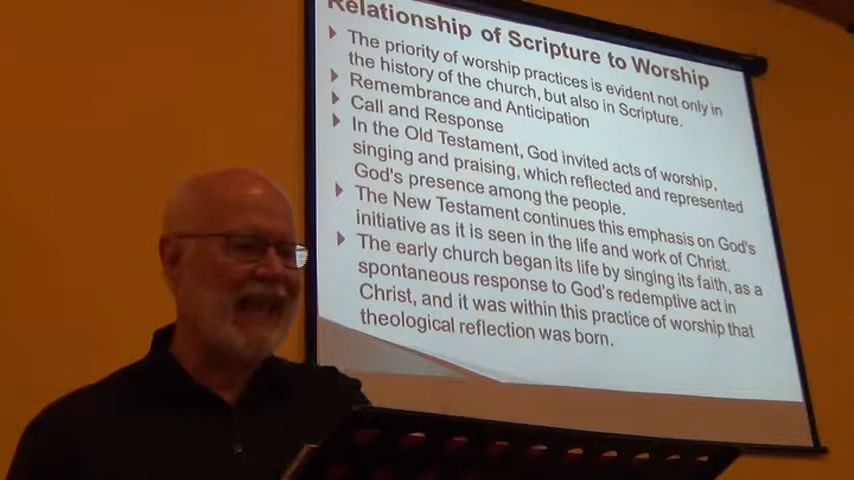 Relationship of Scripture to Worship
The priority of worship practices is evident not only in
the history of the church, but also in Scripture.
Remembrance and Anticipation
Call and Response
In the Old Testament, God invited acts of worship,
singing and praising, which reflected and represented
God's presence among the people.
The New Testament continues this emphasis on God's
initiative as it is seen in the life and work of Christ.
The early church began its life by singing its faith, as a
spontaneous response to God's redemptive act in
Christ, and it was within this practice of worship that
theological reflection was born.